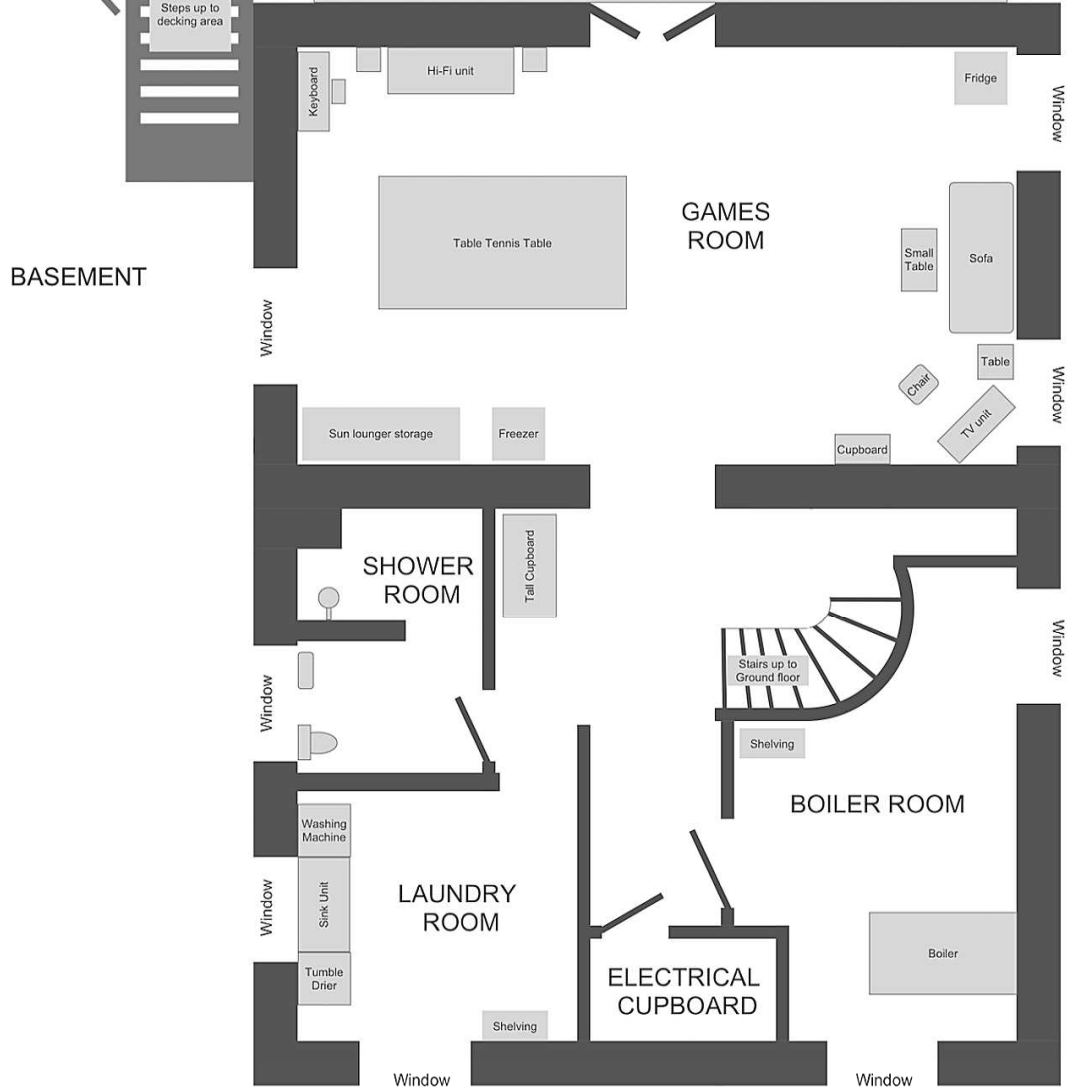 Steps up to
decking area
Keyboard
Hi-Fi unit
Fridge
Window
GAMES
ROOM
Table Tennis Table
Small
Table
Sofa
BASEMENT
Window
Table
Chair
Window
TV unit
Sun lounger storage
Freezer
Cupboard
SHOWER
ROOM
Tall Cupboard
Window
Stairs up to
Ground floor
Window
Shelving
BOILER ROOM
Washing
Machine
LAUNDRY
ROOM
Sink Unit
Window
Boiler
Tumble
Drier
ELECTRICAL
CUPBOARD
Shelving
Window
Window